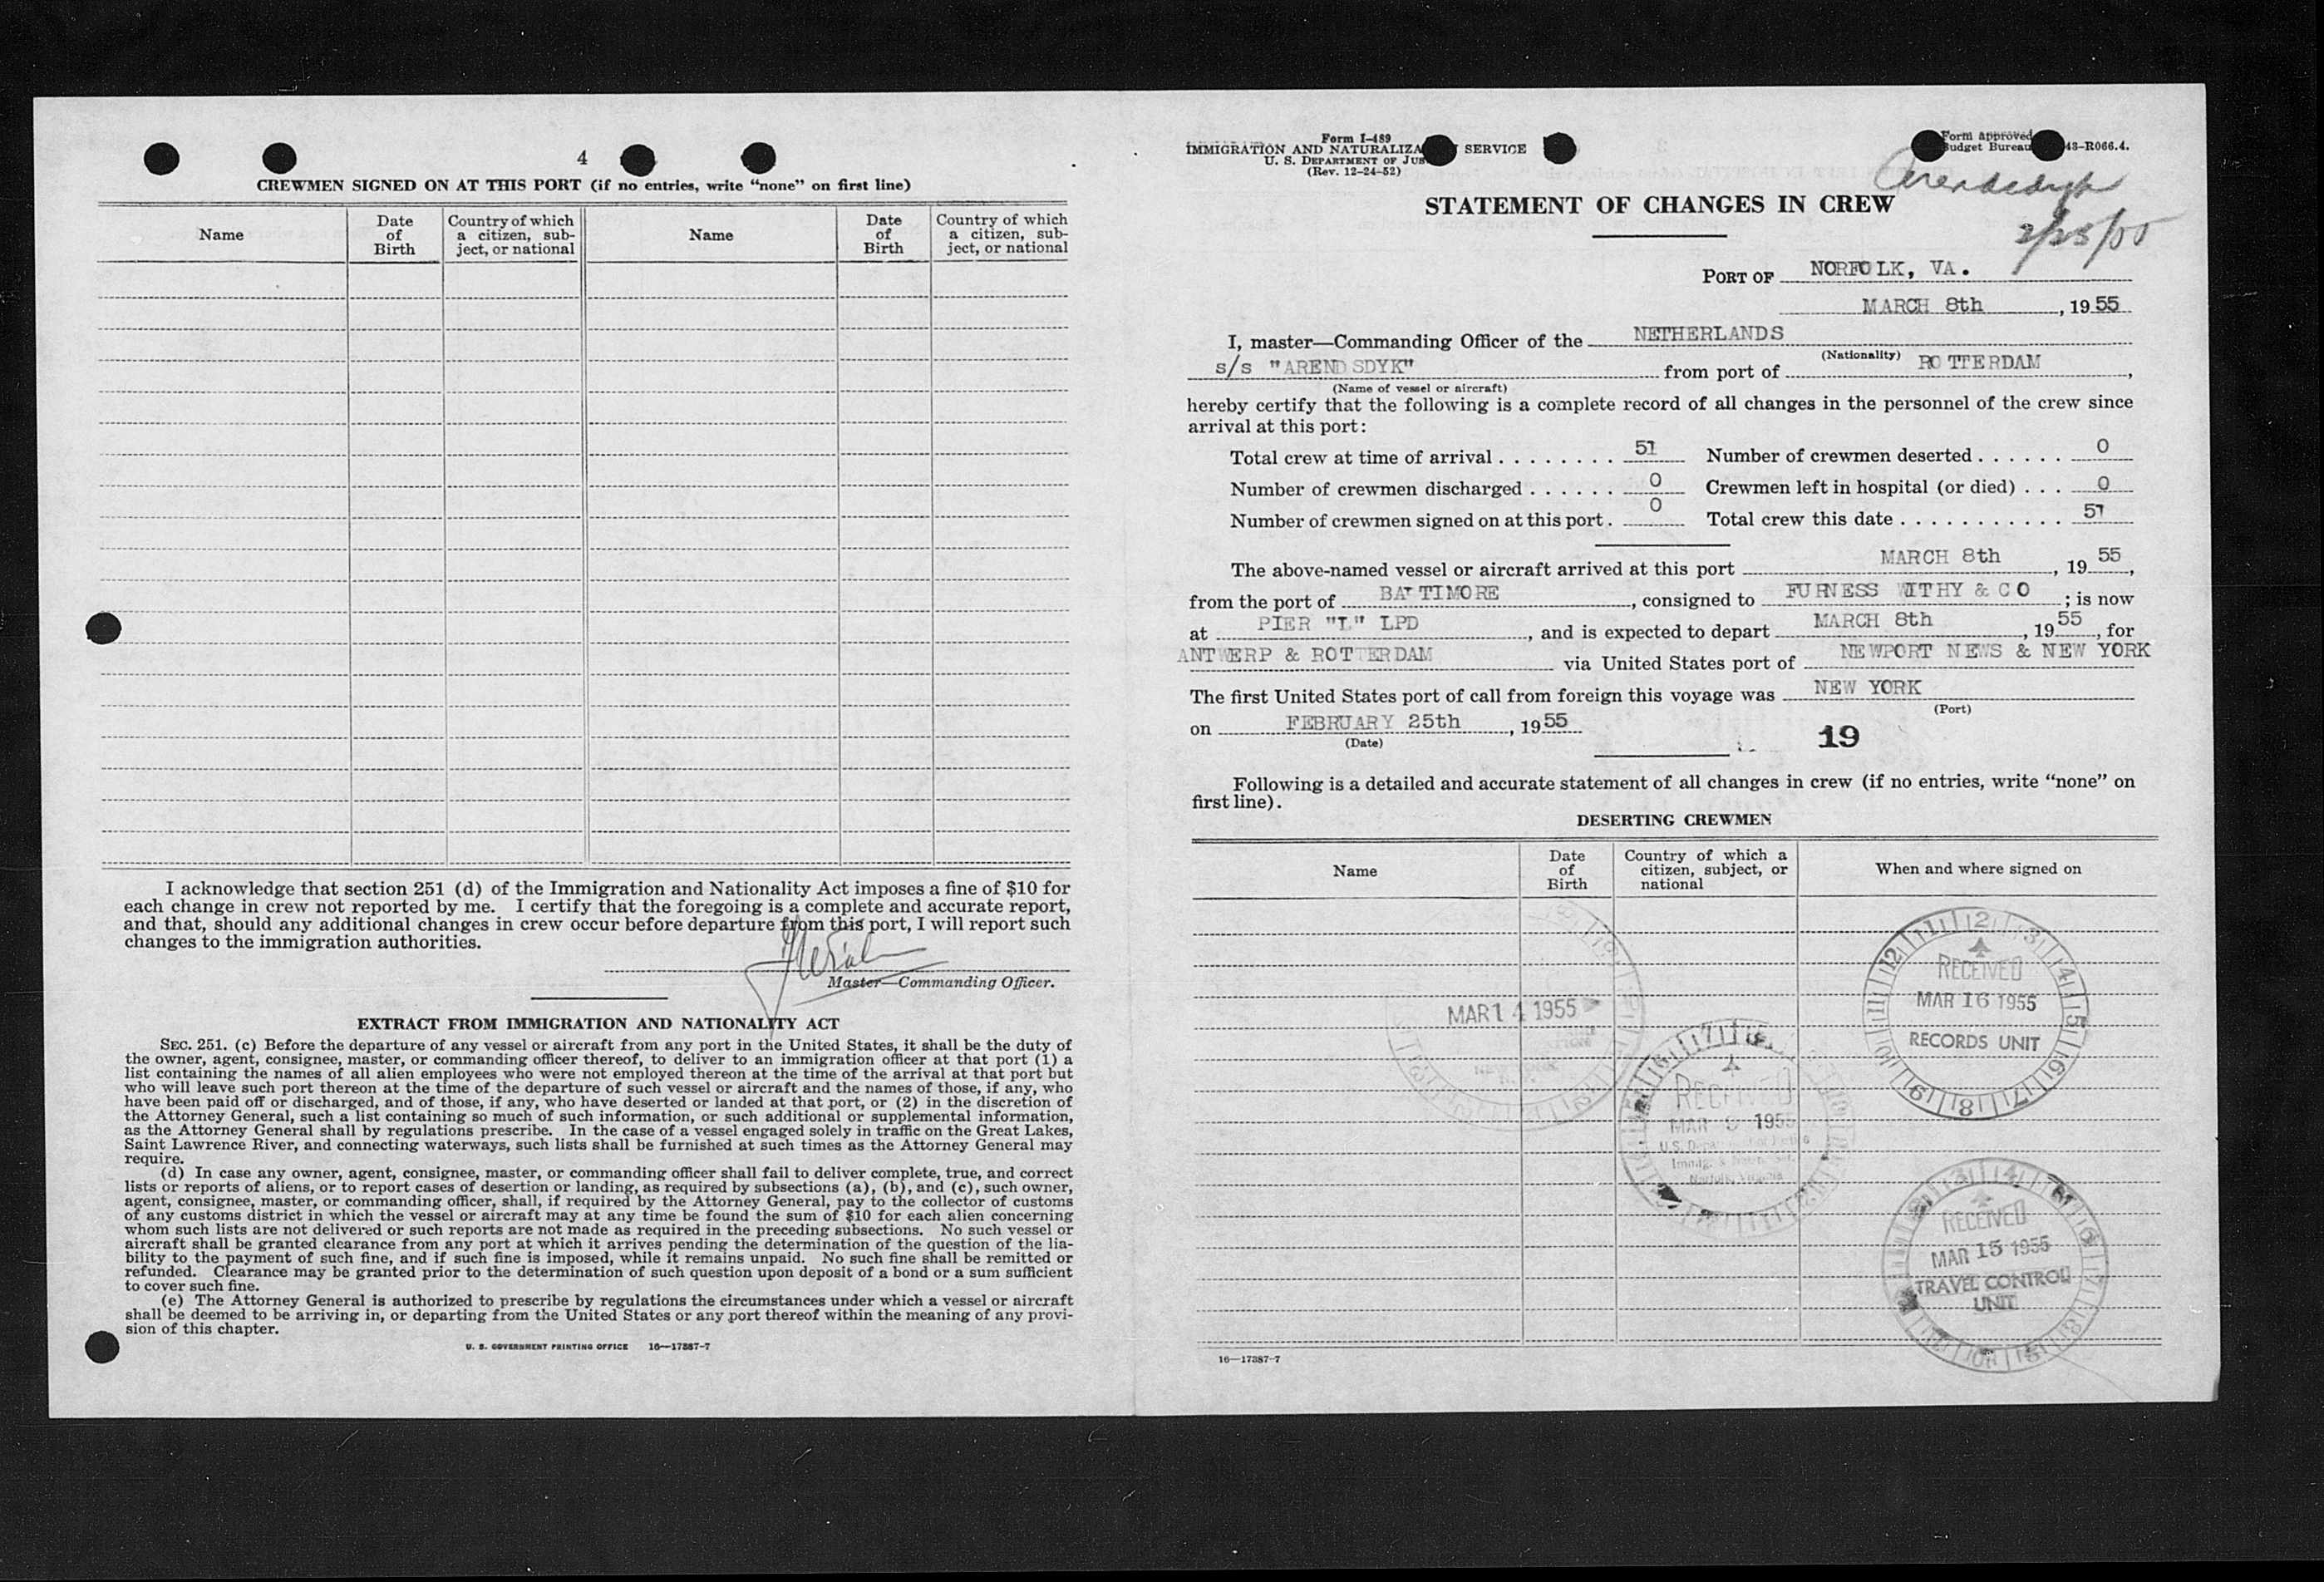 4
CREWMEN SIGNED ON AT THIS PORT (if no entries, write “none” on first line)
Name
Date of Birth
Country of which a citizen, subject, or national
Name
Date of Birth
Country of which a citizen, subject, or national
I acknowledge that section 251 (d) of the Immigration and Nationality Act imposes a fine of $10 for
each change in crew not reported by me. I certify that the foregoing is a complete and accurate report,
and that, should any additional changes in crew occur before departure from this port, I will report such
changes to the immigration authorities.
Master—Commanding Officer.
EXTRACT FROM IMMIGRATION AND NATIONALITY ACT
SEC. 251. (c) Before the departure of any vessel or aircraft from any port in the United States, it shall be the duty of
the owner, agent, consignee, master, or commanding officer thereof, to deliver to an immigration officer at that port (1) a
list containing the names of all alien employees who were not employed thereon at the time of the arrival at that port but
who will leave such port thereon at the time of the departure of such vessel or aircraft and the names of those, if any, who
have been paid off or discharged, and of those, if any, who have deserted or landed at that port, or (2) in the discretion of
the Attorney General, such a list containing so much of such information, or such additional or supplemental information,
as the Attorney General shall by regulations prescribe. In the case of a vessel engaged solely in traffic on the Great Lakes,
Saint Lawrence River, and connecting waterways, such lists shall be furnished at such times as the Attorney General may
require.
(d) In case any owner, agent, consignee, master, or commanding officer shall fail to deliver complete, true, and correct
lists or reports of aliens, or to report cases of desertion or landing, as required by subsections (a), (b), and (c), such owner,
agent, consignee, master, or commanding officer, shall, if required by the Attorney General, pay to the collector of customs
of any customs district in which the vessel or aircraft may at any time be found the sum of $10 for each alien concerning
whom such lists are not delivered or such reports are not made as required in the preceding subsections. No such vessel or
aircraft shall be granted clearance from any port at which it arrives pending the determination of the question of the lia-
bility to the payment of such fine, and if such fine is imposed, while it remains unpaid. No such fine shall be remitted or
refunded. Clearance may be granted prior to the determination of such question upon deposit of a bond or a sum sufficient
to cover such fine.
(e) The Attorney General is authorized to prescribe by regulations the circumstances under which a vessel or aircraft
shall be deemed to be arriving in, or departing from the United States or any port thereof within the meaning of any provi-
sion of this chapter.
U. S. GOVERNMENT PRINTING OFFICE 16—17387-7
Form I-489
IMMIGRATION AND NATURALIZA SERVICE
U. S. DEPARTMENT OF JUS
(Rev. 12-24-52)
Form approved
Budget Bureau 43-R066.4.
Arendsdyk
2/25/55
STATEMENT OF CHANGES IN CREW
PORT OF NORFOLK, VA.
MARCH 8th, 1955
I, master—Commanding Officer of the NETHERLANDS
(Nationality)
s/s "ARENDSDYK" from port of ROTTERDAM,
(Name of vessel or aircraft)
hereby certify that the following is a complete record of all changes in the personnel of the crew since
arrival at this port:
Total crew at time of arrival . . . . . . . . 51 Number of crewmen deserted . . . . . . 0
Number of crewmen discharged . . . . . . 0 Crewmen left in hospital (or died) . . . 0
Number of crewmen signed on at this port . 0 Total crew this date . . . . . . . . . . . 51
The above-named vessel or aircraft arrived at this port MARCH 8th, 1955,
from the port of BALTIMORE, consigned to FURNESS WITHY & CO; is now
at PIER "L" LPD, and is expected to depart MARCH 8th, 1955, for
ANTWERP & ROTTERDAM via United States port of NEWPORT NEWS & NEW YORK
The first United States port of call from foreign this voyage was NEW YORK
(Port)
on FEBRUARY 25th, 1955
(Date)
19
Following is a detailed and accurate statement of all changes in crew (if no entries, write “none” on
first line).
DESERTING CREWMEN
Name
Date of Birth
Country of which a citizen, subject, or national
When and where signed on
MAR 14 1955
RECEIVED
MAR 16 1955
RECORDS UNIT
RECEIVED
MAR 9 1955
Immig. & Natur. Ser.
Norfolk, Virginia
RECEIVED
MAR 15 1955
TRAVEL CONTROL
UNIT
16—17387-7